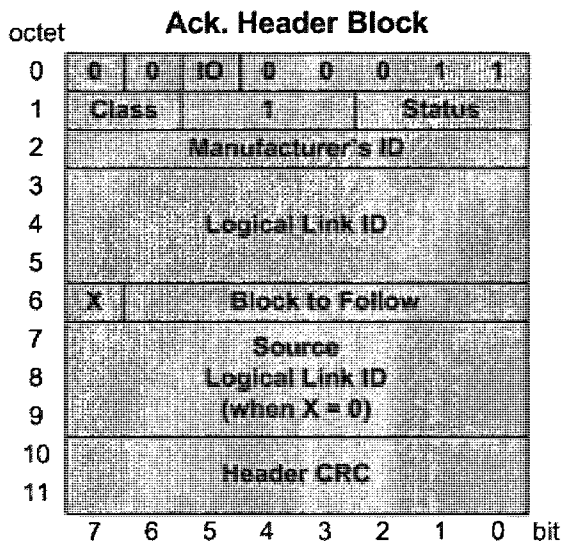 Ack. Header Block
octet
0 0 0 IO 0 0 0 1 1
1 Class 1 Status
2 Manufacturer's ID
3
4 Logical Link ID
5
6 X Block to Follow
7 Source
8 Logical Link ID
9 (when X = 0)
10
Header CRC
11
7 6 5 4 3 2 1 0 bit